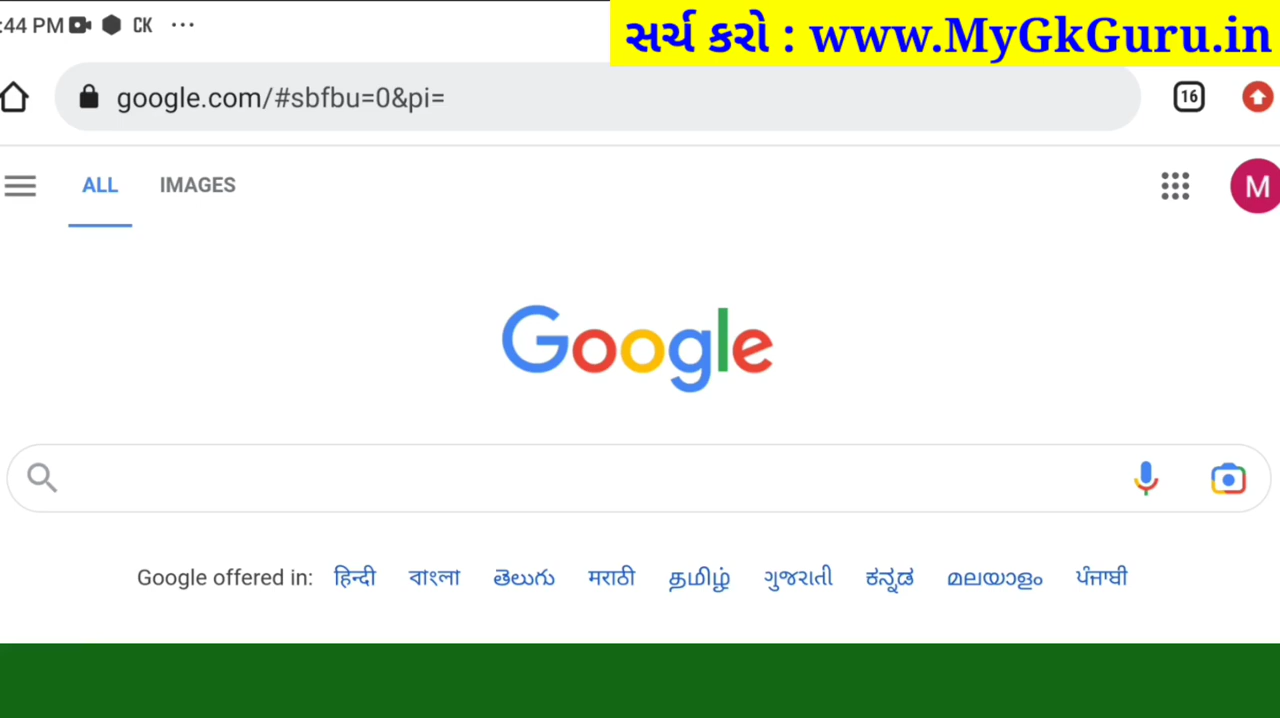 :44 PM CK ...
સર્ચ કરો : www.MyGkGuru.in
google.com/#sbfbu=0&pi=
16
ALL IMAGES
M
Google
Google offered in: हिन्दी বাংলা తెలుగు मराठी தமிழ் ગુજરાતી ಕನ್ನಡ മലയാളം ਪੰਜਾਬੀ